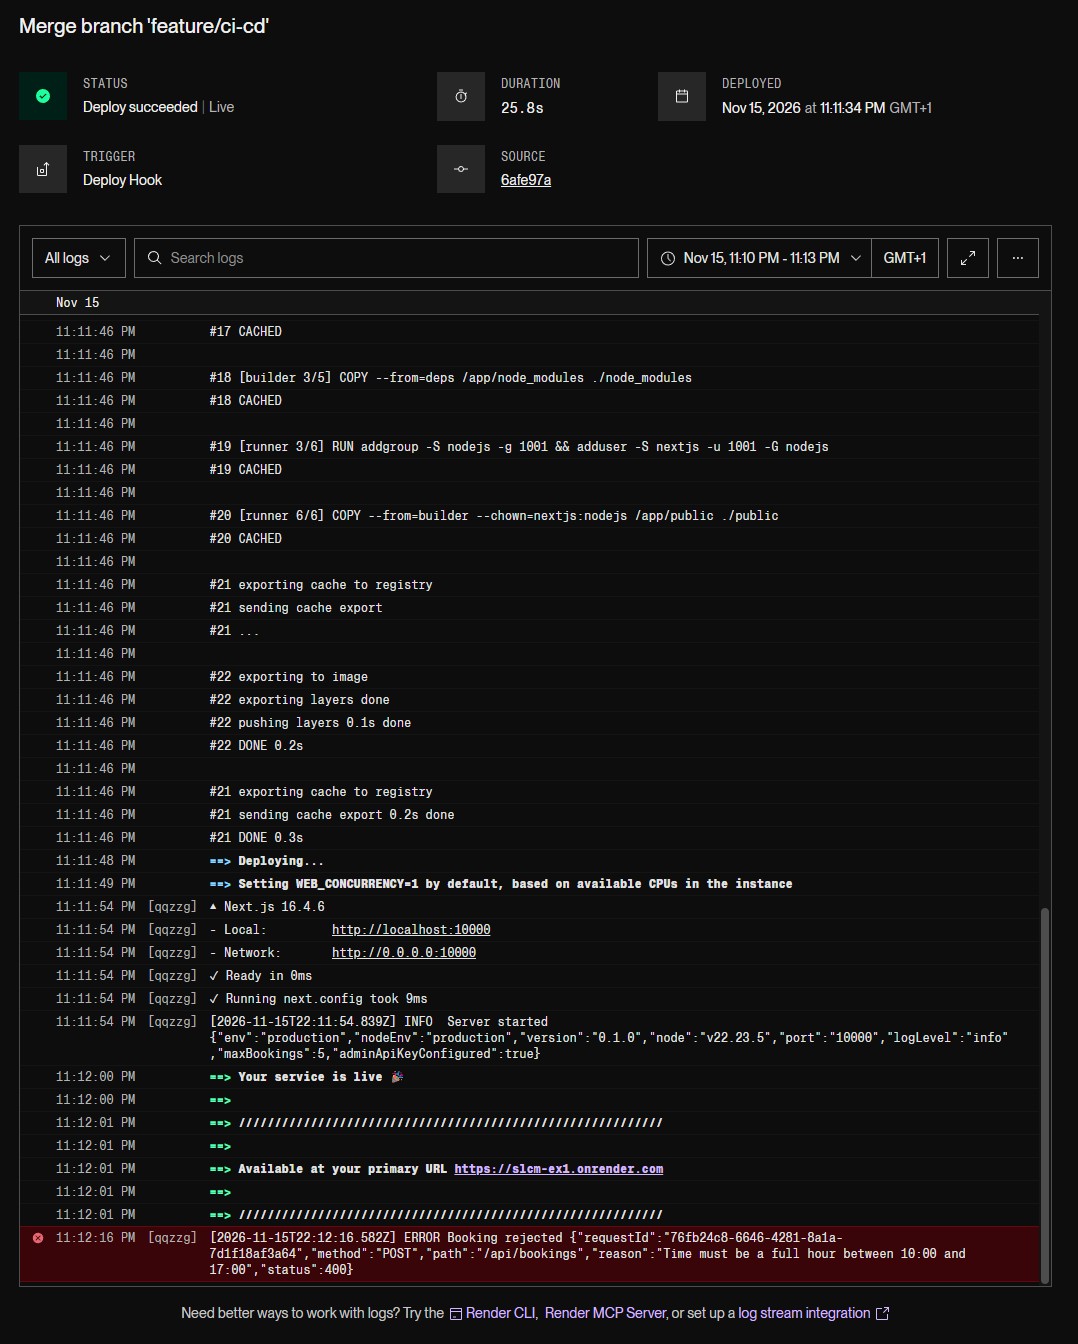 Merge branch 'feature/ci-cd'
STATUS
Deploy succeeded | Live
DURATION
25.8s
DEPLOYED
Nov 15, 2026 at 11:11:34 PM GMT+1
TRIGGER
Deploy Hook
SOURCE
6afe97a
All logs
Search logs
Nov 15, 11:10 PM - 11:13 PM
GMT+1
···
Nov 15
11:11:46 PM #17 CACHED
11:11:46 PM
11:11:46 PM #18 [builder 3/5] COPY --from=deps /app/node_modules ./node_modules
11:11:46 PM #18 CACHED
11:11:46 PM
11:11:46 PM #19 [runner 3/6] RUN addgroup -S nodejs -g 1001 && adduser -S nextjs -u 1001 -G nodejs
11:11:46 PM #19 CACHED
11:11:46 PM
11:11:46 PM #20 [runner 6/6] COPY --from=builder --chown=nextjs:nodejs /app/public ./public
11:11:46 PM #20 CACHED
11:11:46 PM
11:11:46 PM #21 exporting cache to registry
11:11:46 PM #21 sending cache export
11:11:46 PM #21 ...
11:11:46 PM
11:11:46 PM #22 exporting to image
11:11:46 PM #22 exporting layers done
11:11:46 PM #22 pushing layers 0.1s done
11:11:46 PM #22 DONE 0.2s
11:11:46 PM
11:11:46 PM #21 exporting cache to registry
11:11:46 PM #21 sending cache export 0.2s done
11:11:46 PM #21 DONE 0.3s
11:11:48 PM ==> Deploying...
11:11:49 PM ==> Setting WEB_CONCURRENCY=1 by default, based on available CPUs in the instance
11:11:54 PM [qqzzg] ▲ Next.js 16.4.6
11:11:54 PM [qqzzg] - Local: http://localhost:10000
11:11:54 PM [qqzzg] - Network: http://0.0.0.0:10000
11:11:54 PM [qqzzg] ✓ Ready in 0ms
11:11:54 PM [qqzzg] ✓ Running next.config took 9ms
11:11:54 PM [qqzzg] [2026-11-15T22:11:54.839Z] INFO  Server started
{"env":"production","nodeEnv":"production","version":"0.1.0","node":"v22.23.5","port":"10000","logLevel":"info"
,"maxBookings":5,"adminApiKeyConfigured":true}
11:12:00 PM ==> Your service is live 🎉
11:12:00 PM ==>
11:12:01 PM ==> ///////////////////////////////////////////////////////////
11:12:01 PM ==>
11:12:01 PM ==> Available at your primary URL https://slcm-ex1.onrender.com
11:12:01 PM ==>
11:12:01 PM ==> ///////////////////////////////////////////////////////////
11:12:16 PM [qqzzg] [2026-11-15T22:12:16.582Z] ERROR Booking rejected {"requestId":"76fb24c8-6646-4281-8a1a-
7d1f18af3a64","method":"POST","path":"/api/bookings","reason":"Time must be a full hour between 10:00 and
17:00","status":400}
Need better ways to work with logs? Try the Render CLI, Render MCP Server, or set up a log stream integration